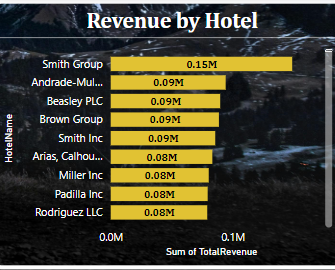 Revenue by Hotel
Smith Group 0.15M
Andrade-Mul... 0.09M
Beasley PLC 0.09M
Brown Group 0.09M
Smith Inc 0.09M
Arias, Calhou... 0.08M
Miller Inc 0.08M
Padilla Inc 0.08M
Rodriguez LLC 0.08M
HotelName
0.0M 0.1M
Sum of TotalRevenue